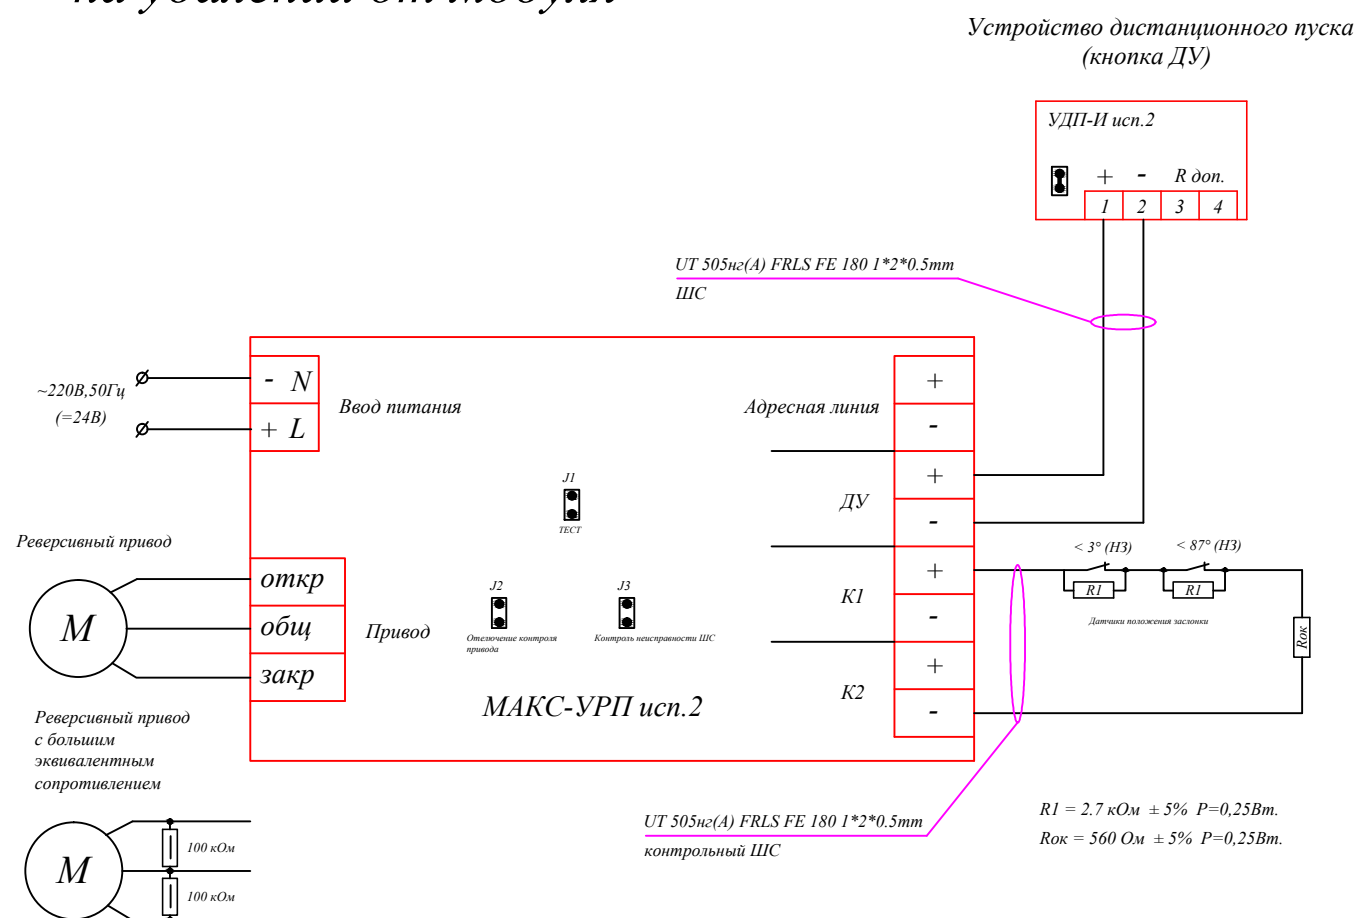 на удалении от модуля
Устройство дистанционного пуска
(кнопка ДУ)
УДП-И исп.2
+ - R доп.
1 2 3 4
UT 505нг(А) FRLS FE 180 1*2*0.5mm
ШС
~220В,50Гц
(=24В)
- N
+ L
Ввод питания
Адресная линия
+
-
ДУ
+
-
К1
+
-
К2
+
-
J1
ТЕСТ
J2
Отелючение контроля
привода
J3
Контроль неисправности ШС
Реверсивный привод
М
откр
общ
закр
Привод
МАКС-УРП исп.2
< 3° (НЗ)
< 87° (НЗ)
R1
R1
Датчики положения заслонки
Rок
Реверсивный привод
с большим
эквивалентным
сопротивлением
М
100 кОм
100 кОм
UT 505нг(А) FRLS FE 180 1*2*0.5mm
контрольный ШС
R1 = 2.7 кОм ± 5% P=0,25Вт.
Rок = 560 Ом ± 5% P=0,25Вт.